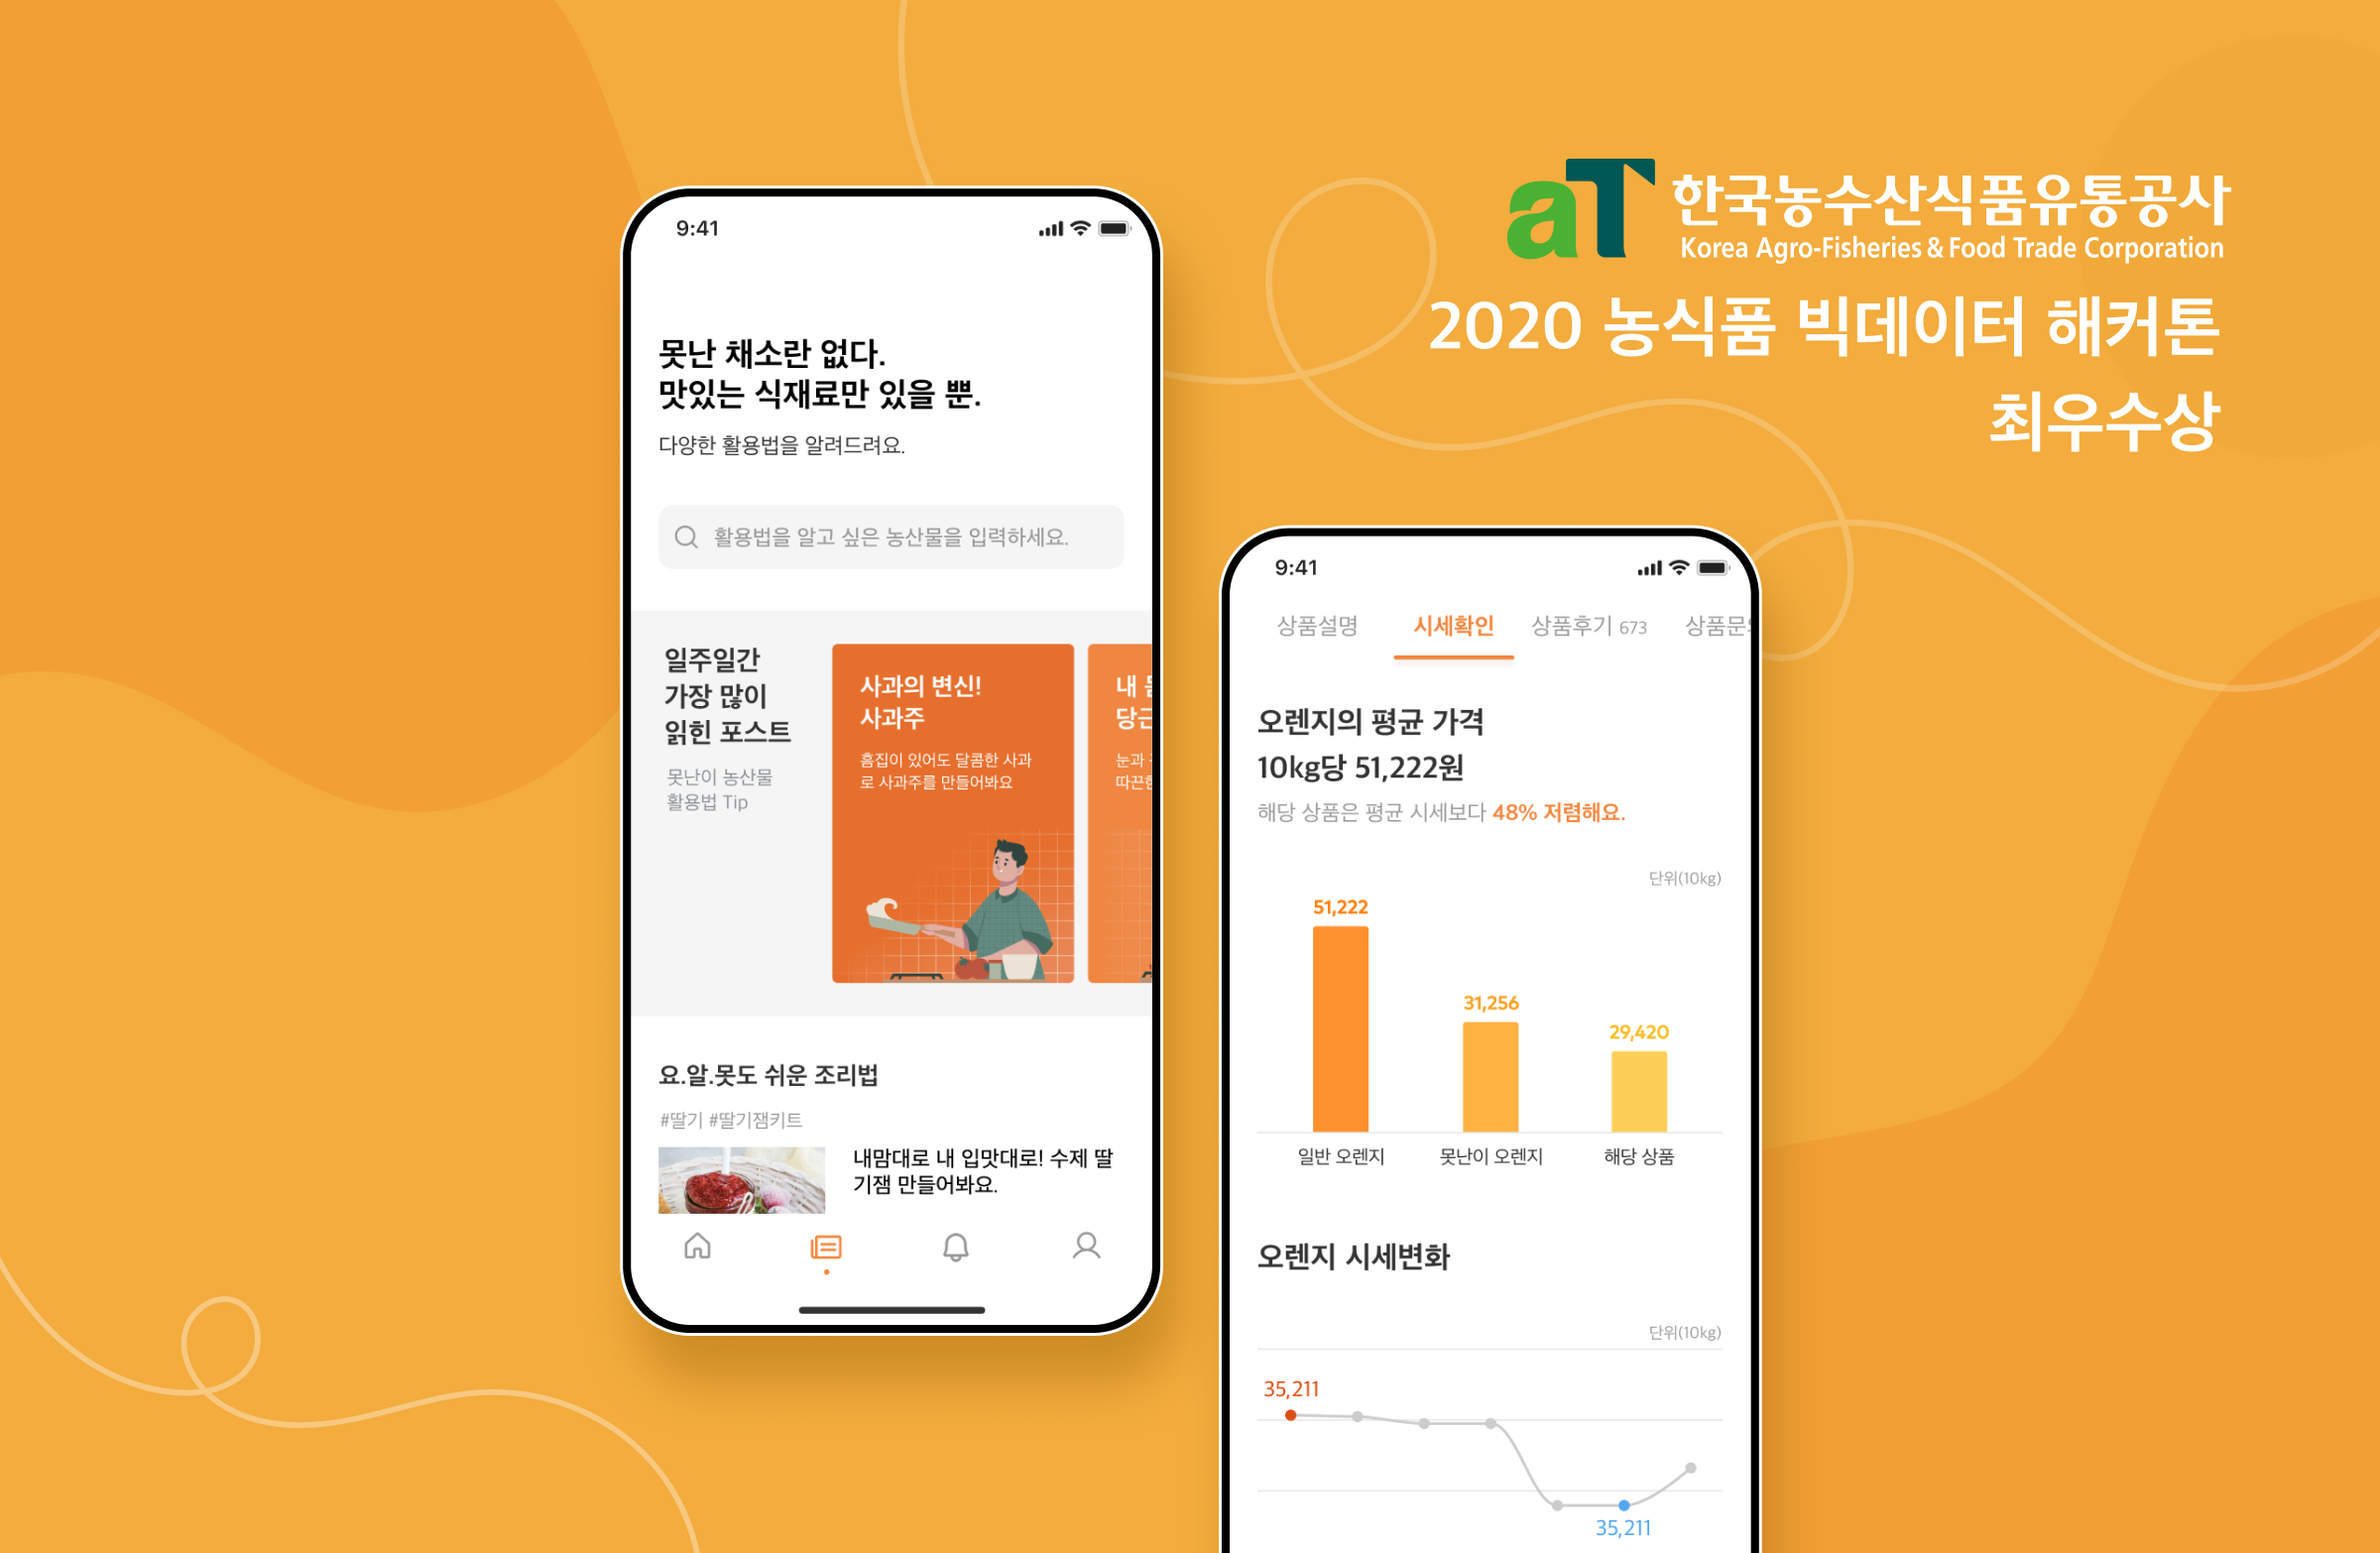 aT 한국농수산식품유통공사
Korea Agro-Fisheries & Food Trade Corporation
2020 농식품 빅데이터 해커톤
최우수상
9:41
못난 채소란 없다.
맛있는 식재료만 있을 뿐.
다양한 활용법을 알려드려요.
활용법을 알고 싶은 농산물을 입력하세요.
일주일간
가장 많이
읽힌 포스트
못난이 농산물
활용법 Tip
사과의 변신!
사과주
흠집이 있어도 달콤한 사과
로 사과주를 만들어봐요
내
당근
눈과
따끈한
요.알.못도 쉬운 조리법
#딸기 #딸기잼키트
내맘대로 내 입맛대로! 수제 딸
기잼 만들어봐요.
9:41
상품설명 시세확인 상품후기 673 상품문의
오렌지의 평균 가격
10kg당 51,222원
해당 상품은 평균 시세보다 48% 저렴해요.
단위(10kg)
51,222
31,256
29,420
일반 오렌지 못난이 오렌지 해당 상품
오렌지 시세변화
단위(10kg)
35,211
35,211